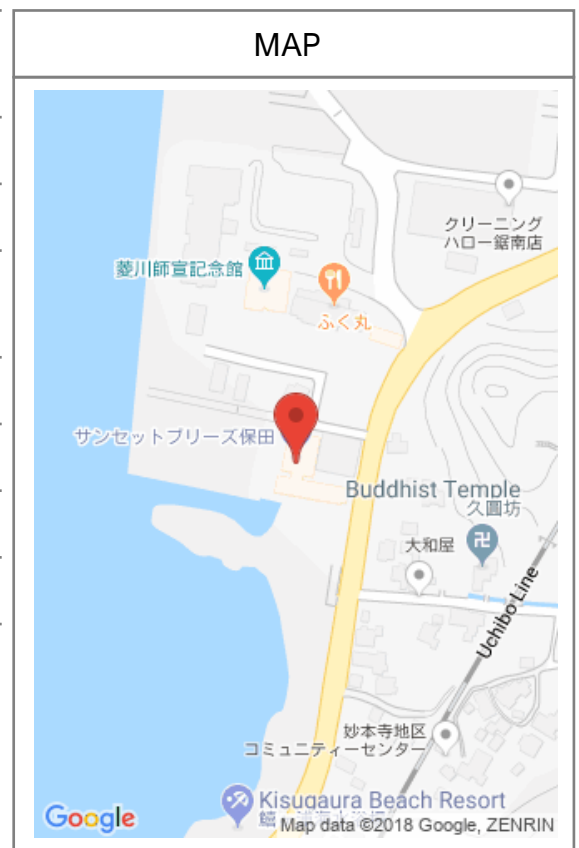 MAP
クリーニング
ハロー鋸南店
菱川師宣記念館
ふく丸
サンセットブリーズ保田
Buddhist Temple
久圓坊
大和屋
Uchibo Line
妙本寺地区
コミュニティーセンター
Kisugaura Beach Resort
Google
Map data ©2018 Google, ZENRIN